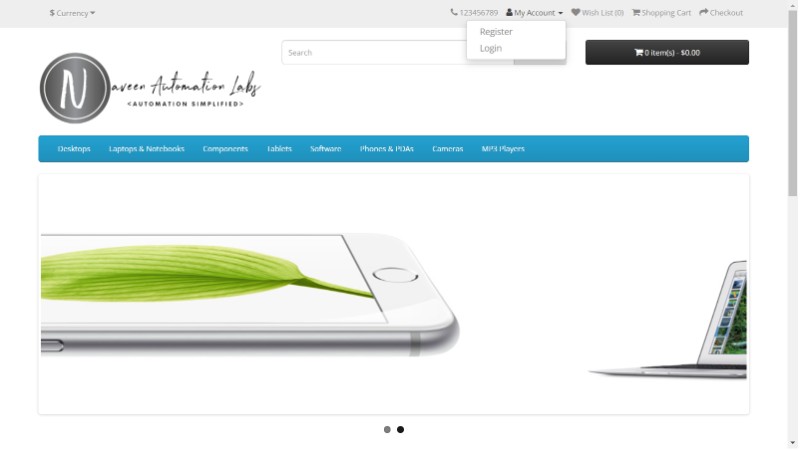 $ Currency 123456789 My Account Wish List (0) Shopping Cart Checkout
Register
Login
Search
0 item(s) - $0.00
N aveen Automation Labs
<AUTOMATION SIMPLIFIED>
Desktops Laptops & Notebooks Components Tablets Software Phones & PDAs Cameras MP3 Players